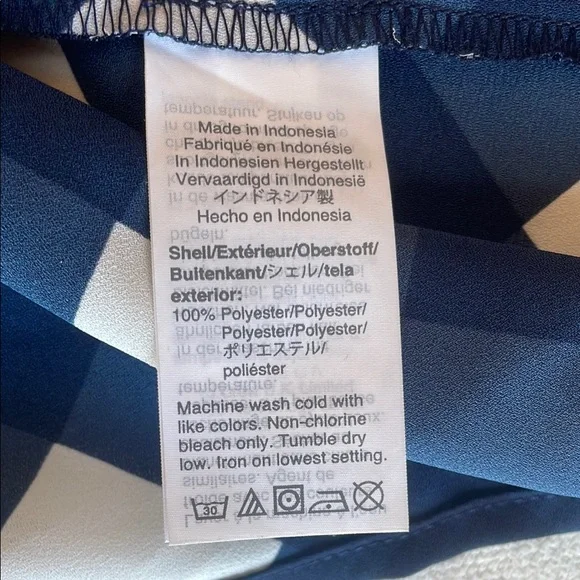 Made in Indonesia
Fabriqué en Indonésie
In Indonesien Hergestellt
Vervaardigd in Indonesië
インドネシア製
Hecho en Indonesia
Shell/Extérieur/Oberstoff/
Buitenkant/シェル/tela
exterior:
100% Polyester/Polyester/
Polyester/Polyester/
ポリエステル/
poliéster
Machine wash cold with
like colors. Non-chlorine
bleach only. Tumble dry
low. Iron on lowest setting.
30